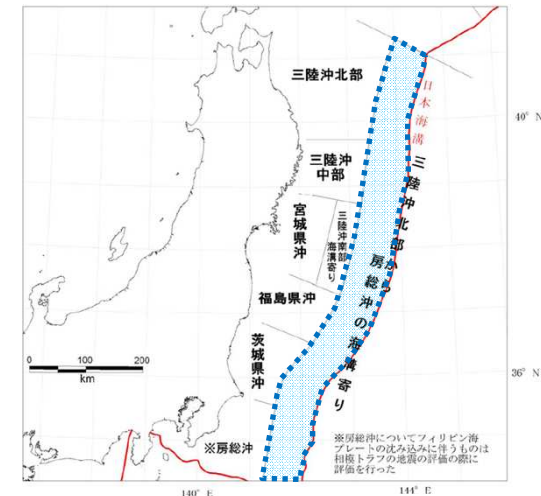 三陸沖北部
日本海溝
40° N
三陸沖
中部
三陸沖北部から
房総沖の海溝寄り
宮城県沖
三陸沖南部
海溝寄り
福島県沖
茨城県沖
0 100 200
km
36° N
※房総沖
※房総沖についてフィリピン海
プレートの沈み込みに伴うものは
相模トラフの地震の評価の際に
評価を行った
140° E
144° E